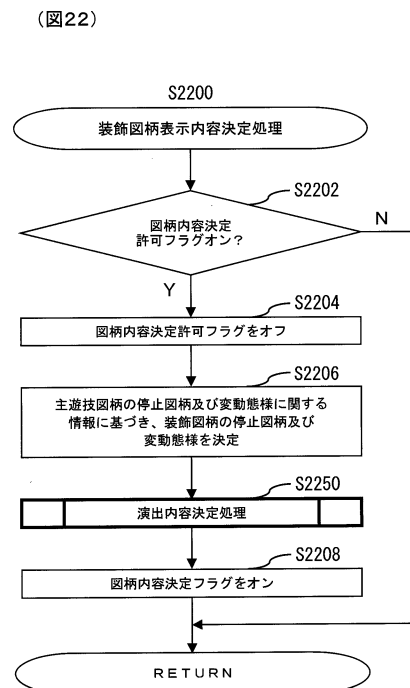 (図22)
S2200
装飾図柄表示内容決定処理
S2202
図柄内容決定
許可フラグオン?
N
Y
S2204
図柄内容決定許可フラグをオフ
S2206
主遊技図柄の停止図柄及び変動態様に関する
情報に基づき、装飾図柄の停止図柄及び
変動態様を決定
S2250
演出内容決定処理
S2208
図柄内容決定フラグをオン
RETURN